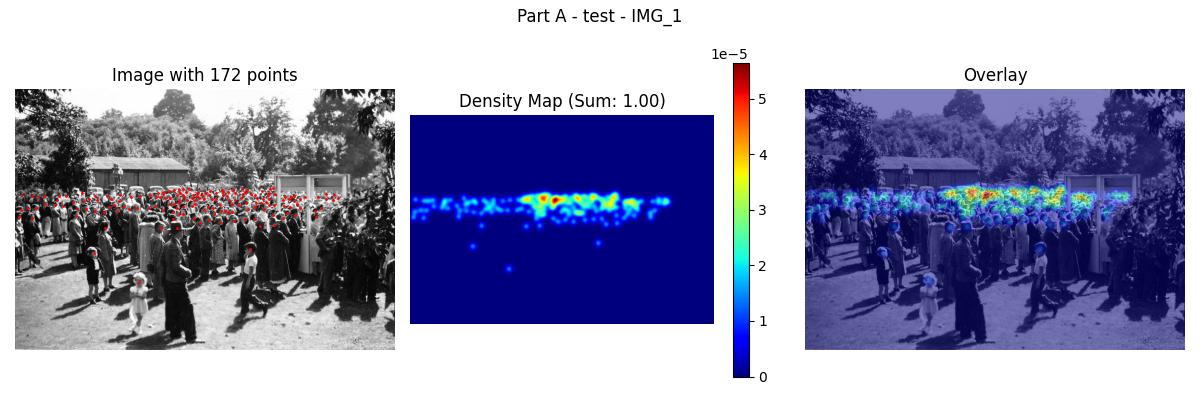 Part A - test - IMG_1
Image with 172 points
Density Map (Sum: 1.00)
1e−5
5
4
3
2
1
0
Overlay